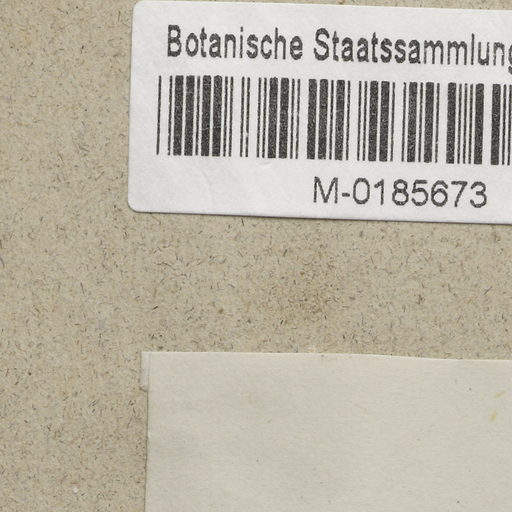 Botanische Staatssammlung
M-0185673